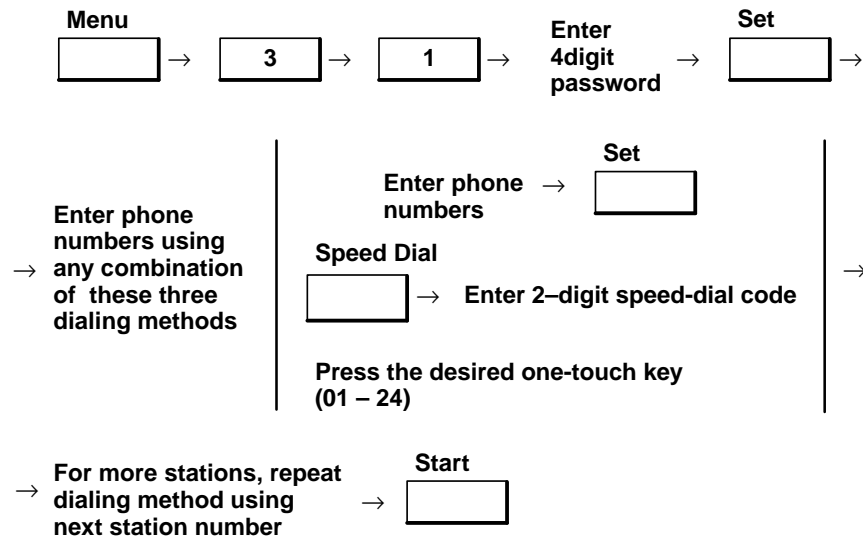 Menu
3
1
Enter
4digit
password
Set
Enter phone
numbers using
any combination
of these three
dialing methods
Enter phone
numbers
Set
Speed Dial
Enter 2–digit speed-dial code
Press the desired one-touch key
(01 – 24)
For more stations, repeat
dialing method using
next station number
Start